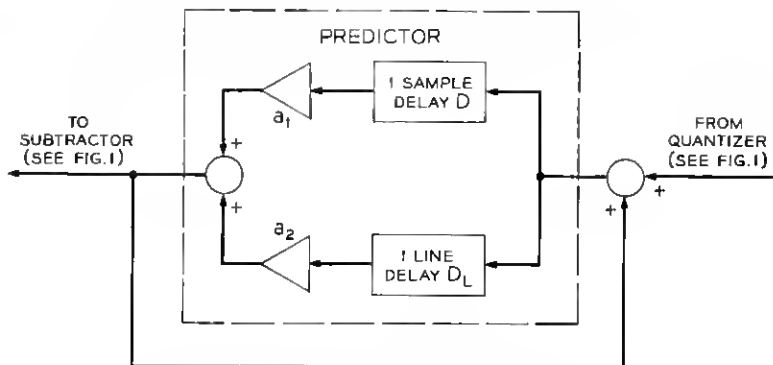 PREDICTOR
1 SAMPLE
DELAY D
a1
TO
SUBTRACTOR
(SEE FIG.1)
FROM
QUANTIZER
(SEE FIG.1)
+
+
+
+
a2
1 LINE
DELAY DL